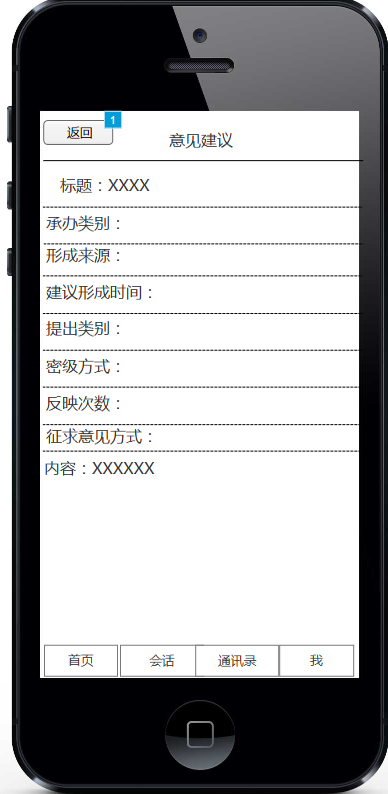 返回 1
意见建议
标题：XXXX
承办类别：
形成来源：
建议形成时间：
提出类别：
密级方式：
反映次数：
征求意见方式：
内容：XXXXXX
首页 会话 通讯录 我